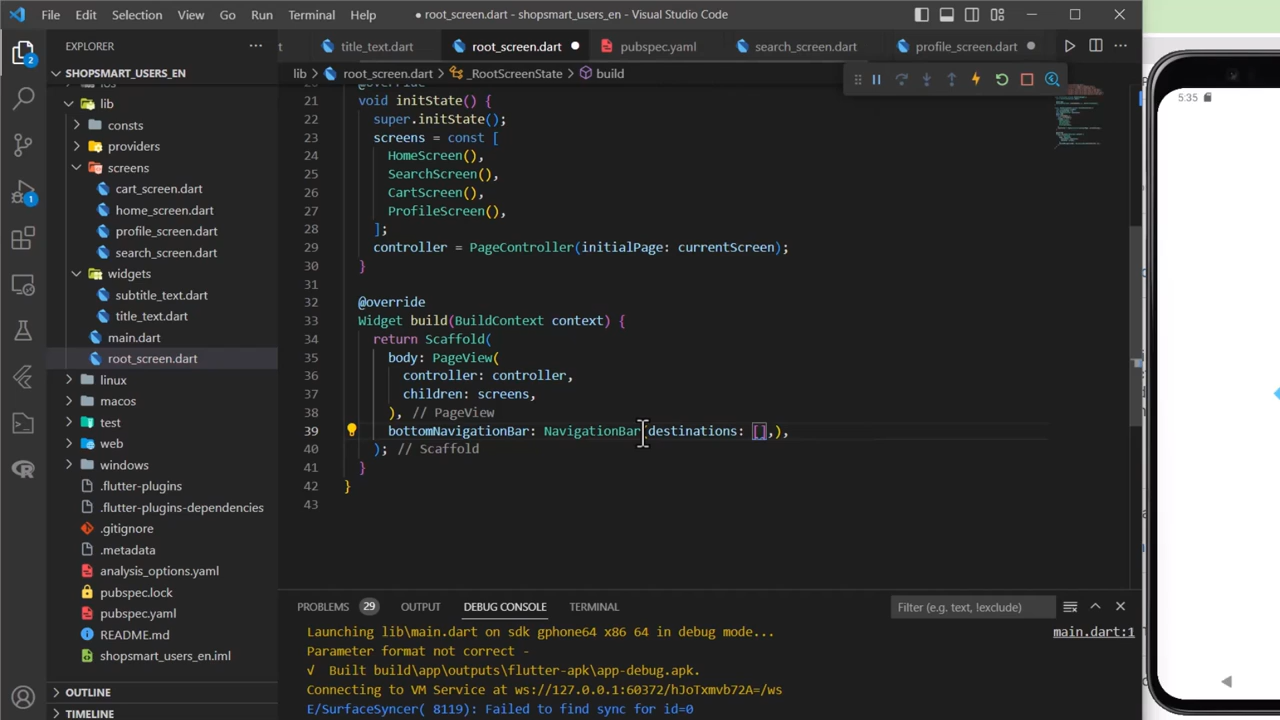 File Edit Selection View Go Run Terminal Help
● root_screen.dart - shopsmart_users_en - Visual Studio Code
EXPLORER
title_text.dart root_screen.dart ● pubspec.yaml search_screen.dart profile_screen.dart ●
SHOPSMART_USERS_EN
lib > root_screen.dart > _RootScreenState > build
lib
consts
providers
screens
cart_screen.dart
home_screen.dart
profile_screen.dart
search_screen.dart
widgets
subtitle_text.dart
title_text.dart
main.dart
root_screen.dart
linux
macos
test
web
windows
.flutter-plugins
.flutter-plugins-dependencies
.gitignore
.metadata
analysis_options.yaml
pubspec.lock
pubspec.yaml
README.md
shopsmart_users_en.iml
OUTLINE
TIMELINE
2
1
21 void initState() {
22 super.initState();
23 screens = const [
24 HomeScreen(),
25 SearchScreen(),
26 CartScreen(),
27 ProfileScreen(),
28 ];
29 controller = PageController(initialPage: currentScreen);
30 }
31
32 @override
33 Widget build(BuildContext context) {
34 return Scaffold(
35 body: PageView(
36 controller: controller,
37 children: screens,
38 ), // PageView
39 bottomNavigationBar: NavigationBar(destinations: [],),
40 ); // Scaffold
41 }
42 }
43
PROBLEMS 29 OUTPUT DEBUG CONSOLE TERMINAL
Filter (e.g. text, !exclude)
Launching lib\main.dart on sdk gphone64 x86 64 in debug mode...
main.dart:1
Parameter format not correct -
√ Built build\app\outputs\flutter-apk\app-debug.apk.
Connecting to VM Service at ws://127.0.0.1:60372/hJoTxmvb72A=/ws
E/SurfaceSyncer( 8119): Failed to find sync for id=0
5:35